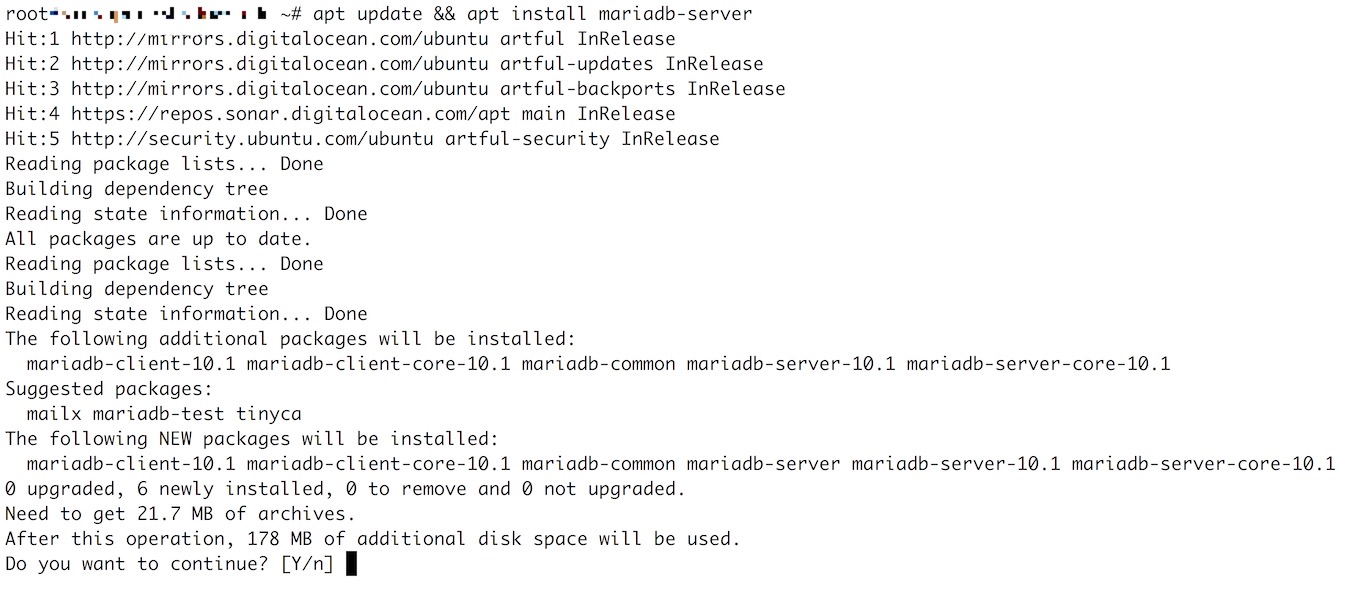 root ~# apt update && apt install mariadb-server
Hit:1 http://mirrors.digitalocean.com/ubuntu artful InRelease
Hit:2 http://mirrors.digitalocean.com/ubuntu artful-updates InRelease
Hit:3 http://mirrors.digitalocean.com/ubuntu artful-backports InRelease
Hit:4 https://repos.sonar.digitalocean.com/apt main InRelease
Hit:5 http://security.ubuntu.com/ubuntu artful-security InRelease
Reading package lists... Done
Building dependency tree
Reading state information... Done
All packages are up to date.
Reading package lists... Done
Building dependency tree
Reading state information... Done
The following additional packages will be installed:
  mariadb-client-10.1 mariadb-client-core-10.1 mariadb-common mariadb-server-10.1 mariadb-server-core-10.1
Suggested packages:
  mailx mariadb-test tinyca
The following NEW packages will be installed:
  mariadb-client-10.1 mariadb-client-core-10.1 mariadb-common mariadb-server mariadb-server-10.1 mariadb-server-core-10.1
0 upgraded, 6 newly installed, 0 to remove and 0 not upgraded.
Need to get 21.7 MB of archives.
After this operation, 178 MB of additional disk space will be used.
Do you want to continue? [Y/n]